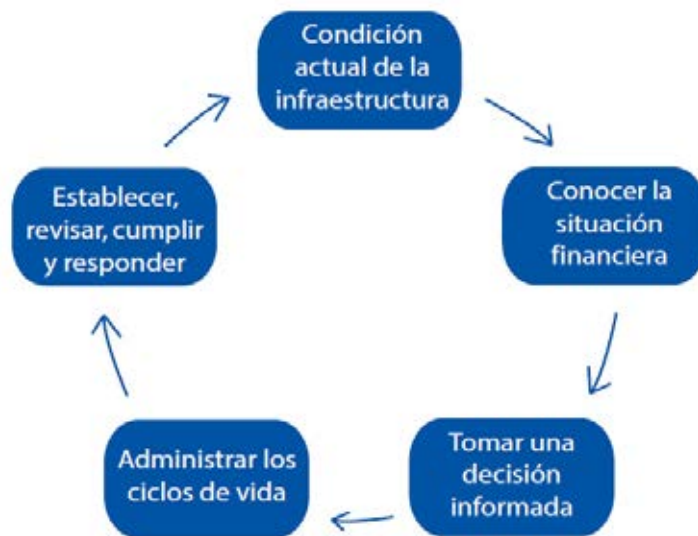 Condición
actual de la
infraestructura
Conocer la
situación
financiera
Tomar una
decisión
informada
Administrar los
ciclos de vida
Establecer,
revisar, cumplir
y responder